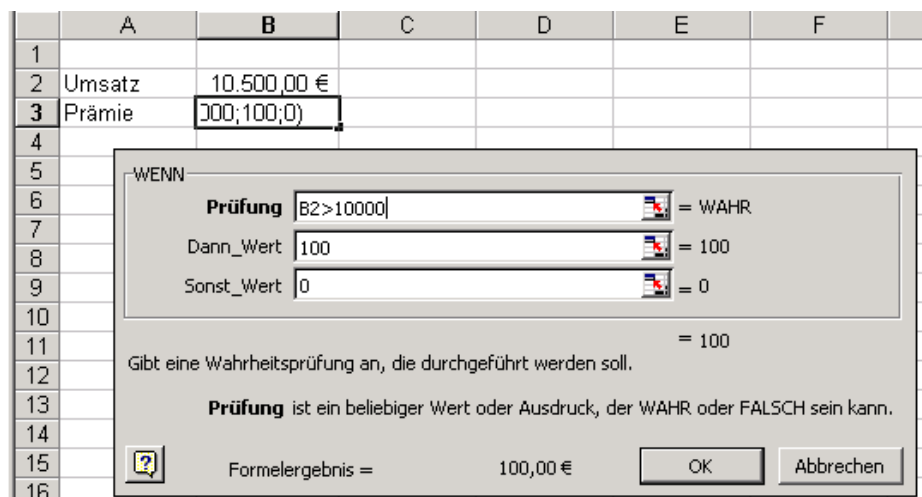 A B C D E F
1
2 Umsatz 10.500,00 €
3 Prämie 000;100;0)
4
5 WENN
6 Prüfung B2>10000 = WAHR
7
8 Dann_Wert 100 = 100
9 Sonst_Wert 0 = 0
10
11 = 100
12 Gibt eine Wahrheitsprüfung an, die durchgeführt werden soll.
13 Prüfung ist ein beliebiger Wert oder Ausdruck, der WAHR oder FALSCH sein kann.
14
15 Formelergebnis = 100,00 € OK Abbrechen
16